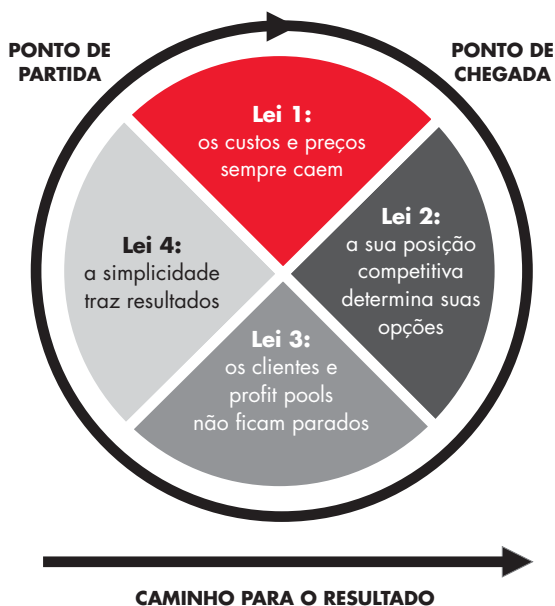 PONTO DE
PARTIDA
PONTO DE
CHEGADA
Lei 1:
os custos e preços
sempre caem
Lei 2:
a sua posição
competitiva
determina suas
opções
Lei 3:
os clientes e
profit pools
não ficam parados
Lei 4:
a simplicidade
traz resultados
CAMINHO PARA O RESULTADO